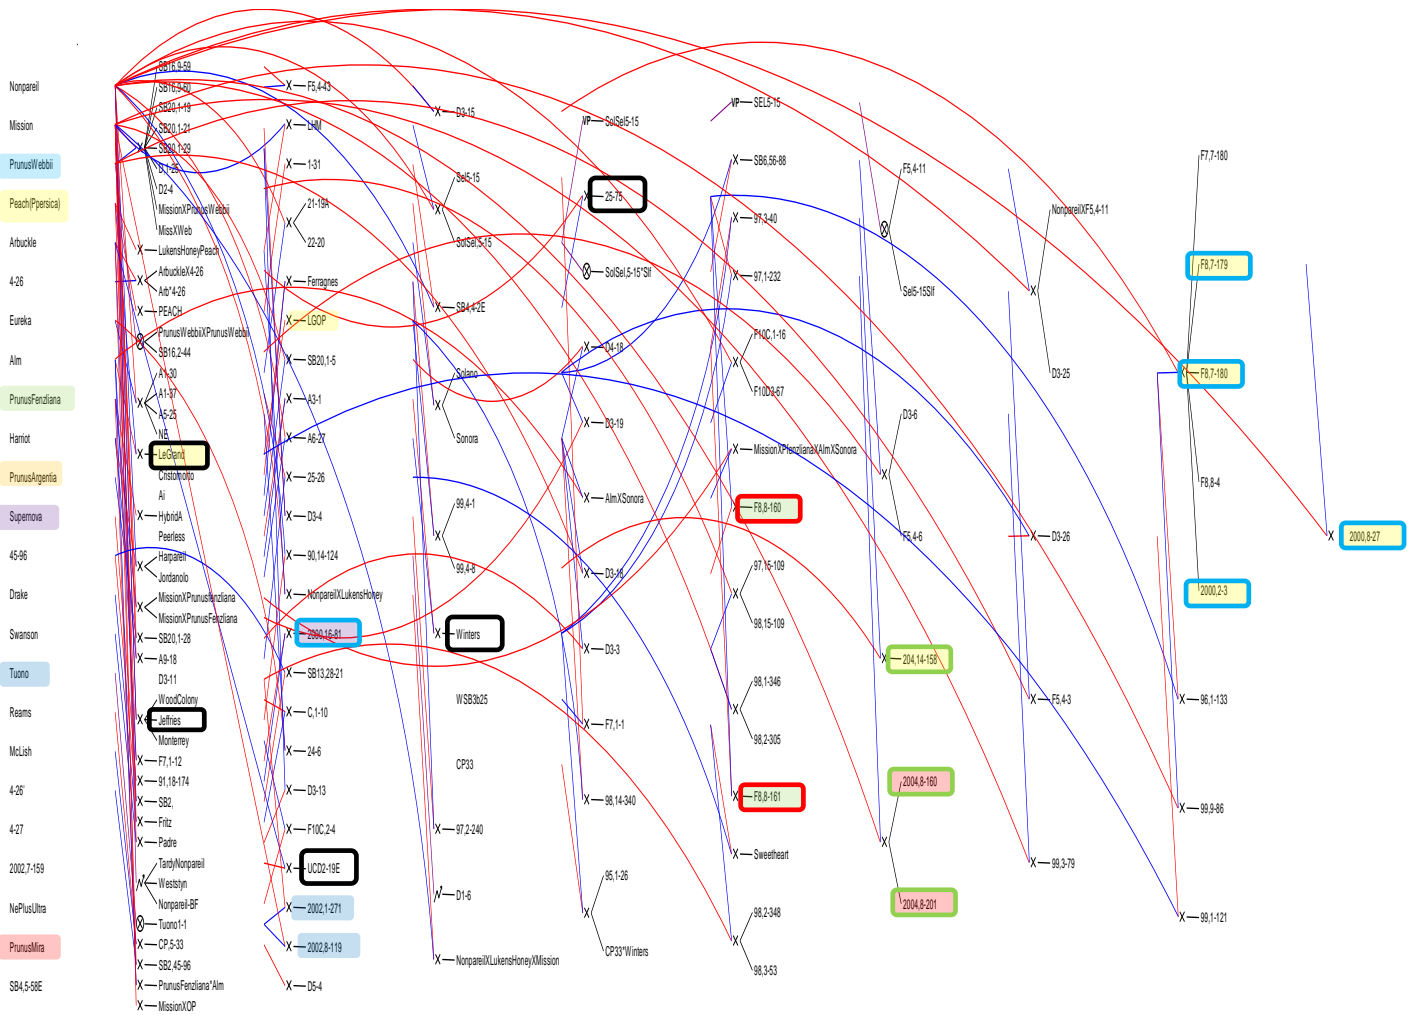 Nonpareil
Mission
PrunusWebbii
Peach(Ppersica)
Arbuckle
4-26
Eureka
Alm
PrunusFenzliana
Harriot
PrunusArgentia
Supernova
45-96
Drake
Swanson
Tuono
Reams
McLish
4-26'
4-27
2002,7-159
NePlusUltra
PrunusMira
SB4,5-58E
SB16,9-59
SB16,9-60
SB20,1-19
SB20,1-21
SB20,1-29
D,1-25
D2-4
MissionXPrunusWebbii
MissXWeb
LukensHoneyPeach
ArbuckleX4-26
Arb*4-26
PEACH
PrunusWebbiiXPrunusWebbii
SB16,2-44
A1-30
A1-37
A5-25
NE
LeGrand
Cristomorto
Ai
HybridA
Peerless
Harpareil
Jordanolo
MissionXPrunusfenzliana
MissionXPrunusFenzliana
SB20,1-28
A9-18
D3-11
WoodColony
Jeffries
Monterrey
F7,1-12
91,18-174
SB2,
Fritz
Padre
TardyNonpareil
Weststyn
Nonpareil-BF
Tuono1-1
CP,5-33
SB2,45-96
PrunusFenzliana*Alm
MissionXOP
F5,4-43
LHM
1-31
21-19A
22-20
Ferragnes
LGOP
SB20,1-5
A3-1
A6-27
25-26
D3-4
90,14-124
NonpareilXLukensHoney
2000,16-81
SB13,28-21
C,1-10
24-6
D3-13
F10C,2-4
UCD2-19E
2002,1-271
2002,8-119
D5-4
D3-15
Sel5-15
SolSel,5-15
SB4,4-2E
Solano
Sonora
99,4-1
99,4-8
Winters
WSB3b25
CP33
97,2-240
D1-6
NonpareilXLukensHoneyXMission
VP
SolSel5-15
25-75
SolSel,5-15*Slf
D4-18
D3-19
AlmXSonora
D3-18
D3-3
F7,1-1
98,14-340
95,1-26
CP33*Winters
VP
SEL5-15
SB6,56-88
97,3-40
97,1-232
F10C,1-16
F10D3-67
MissionXPfenzlianaXAlmXSonora
F8,8-160
97,15-109
98,15-109
98,1-346
98,2-305
F8,8-161
Sweetheart
98,2-348
98,3-53
F5,4-11
Sel5-15Slf
D3-6
F5,4-6
204,14-158
2004,8-160
2004,8-201
NonpareilXF5,4-11
D3-25
D3-26
F5,4-3
99,3-79
F7,7-180
F8,7-179
F8,7-180
F8,8-4
2000,2-3
96,1-133
99,9-86
99,1-121
2000,8-27